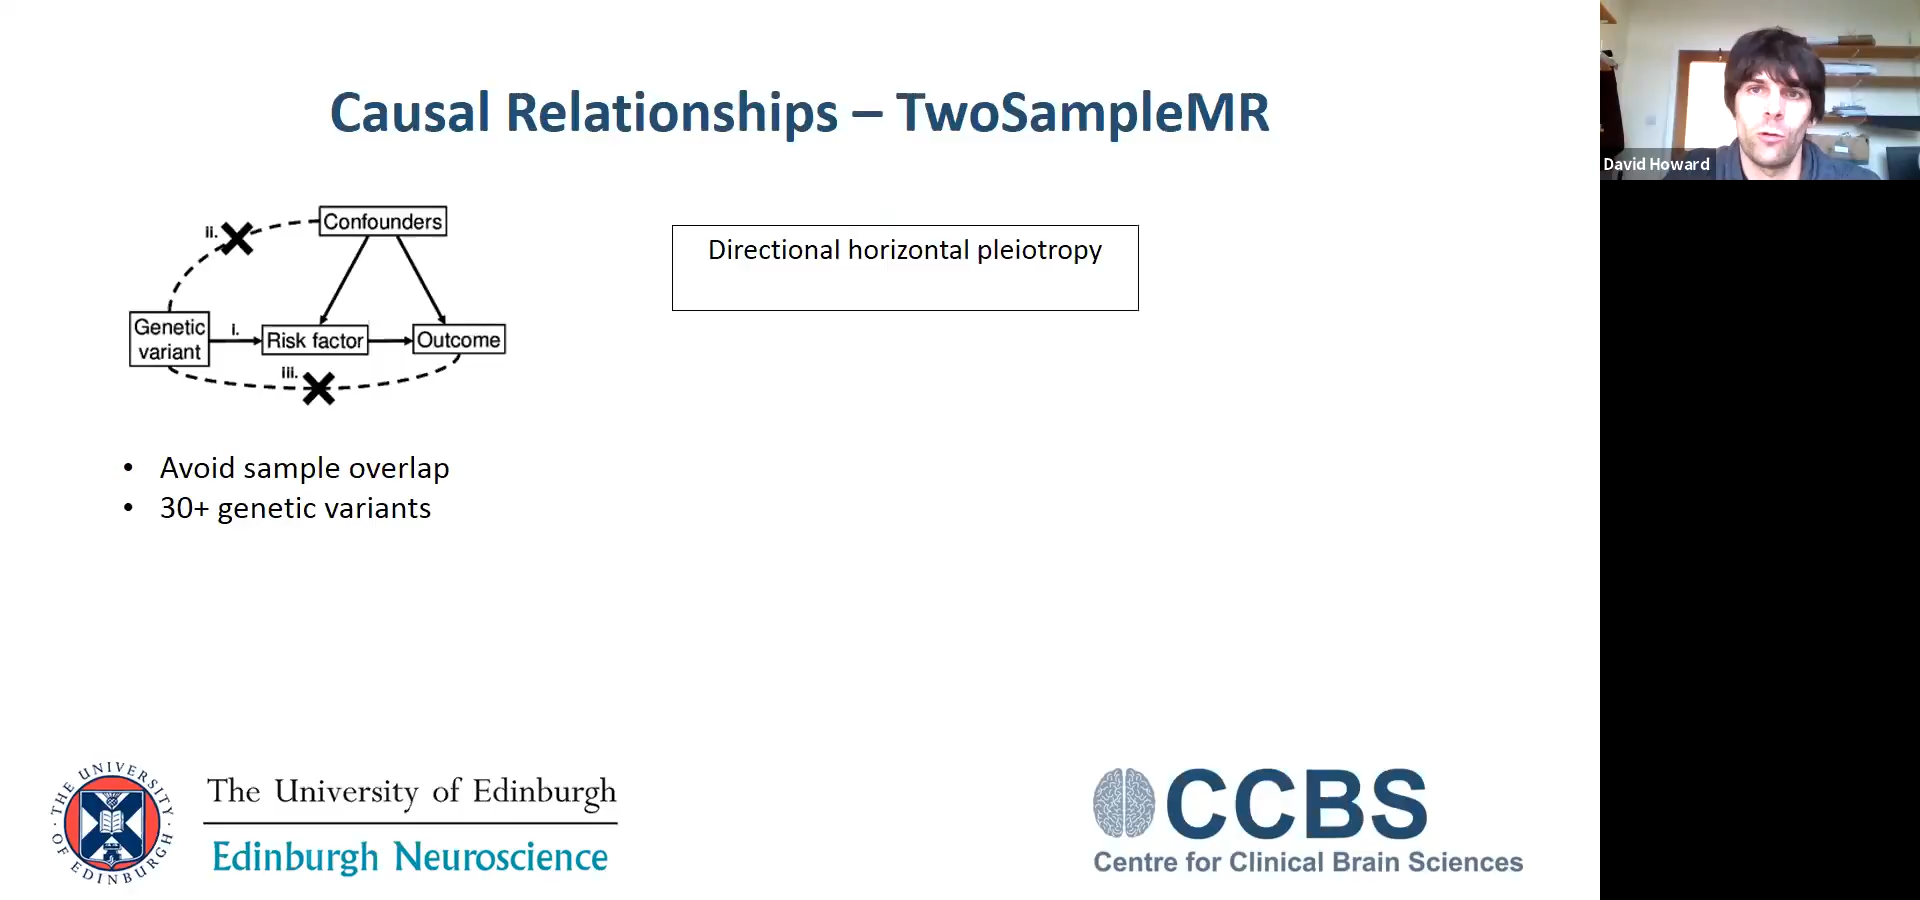 Causal Relationships – TwoSampleMR
David Howard
ii.
Confounders
Directional horizontal pleiotropy
Genetic
variant
i.
Risk factor
Outcome
iii.
• Avoid sample overlap
• 30+ genetic variants
THE UNIVERSITY OF EDINBURGH
The University of Edinburgh
Edinburgh Neuroscience
CCBS
Centre for Clinical Brain Sciences